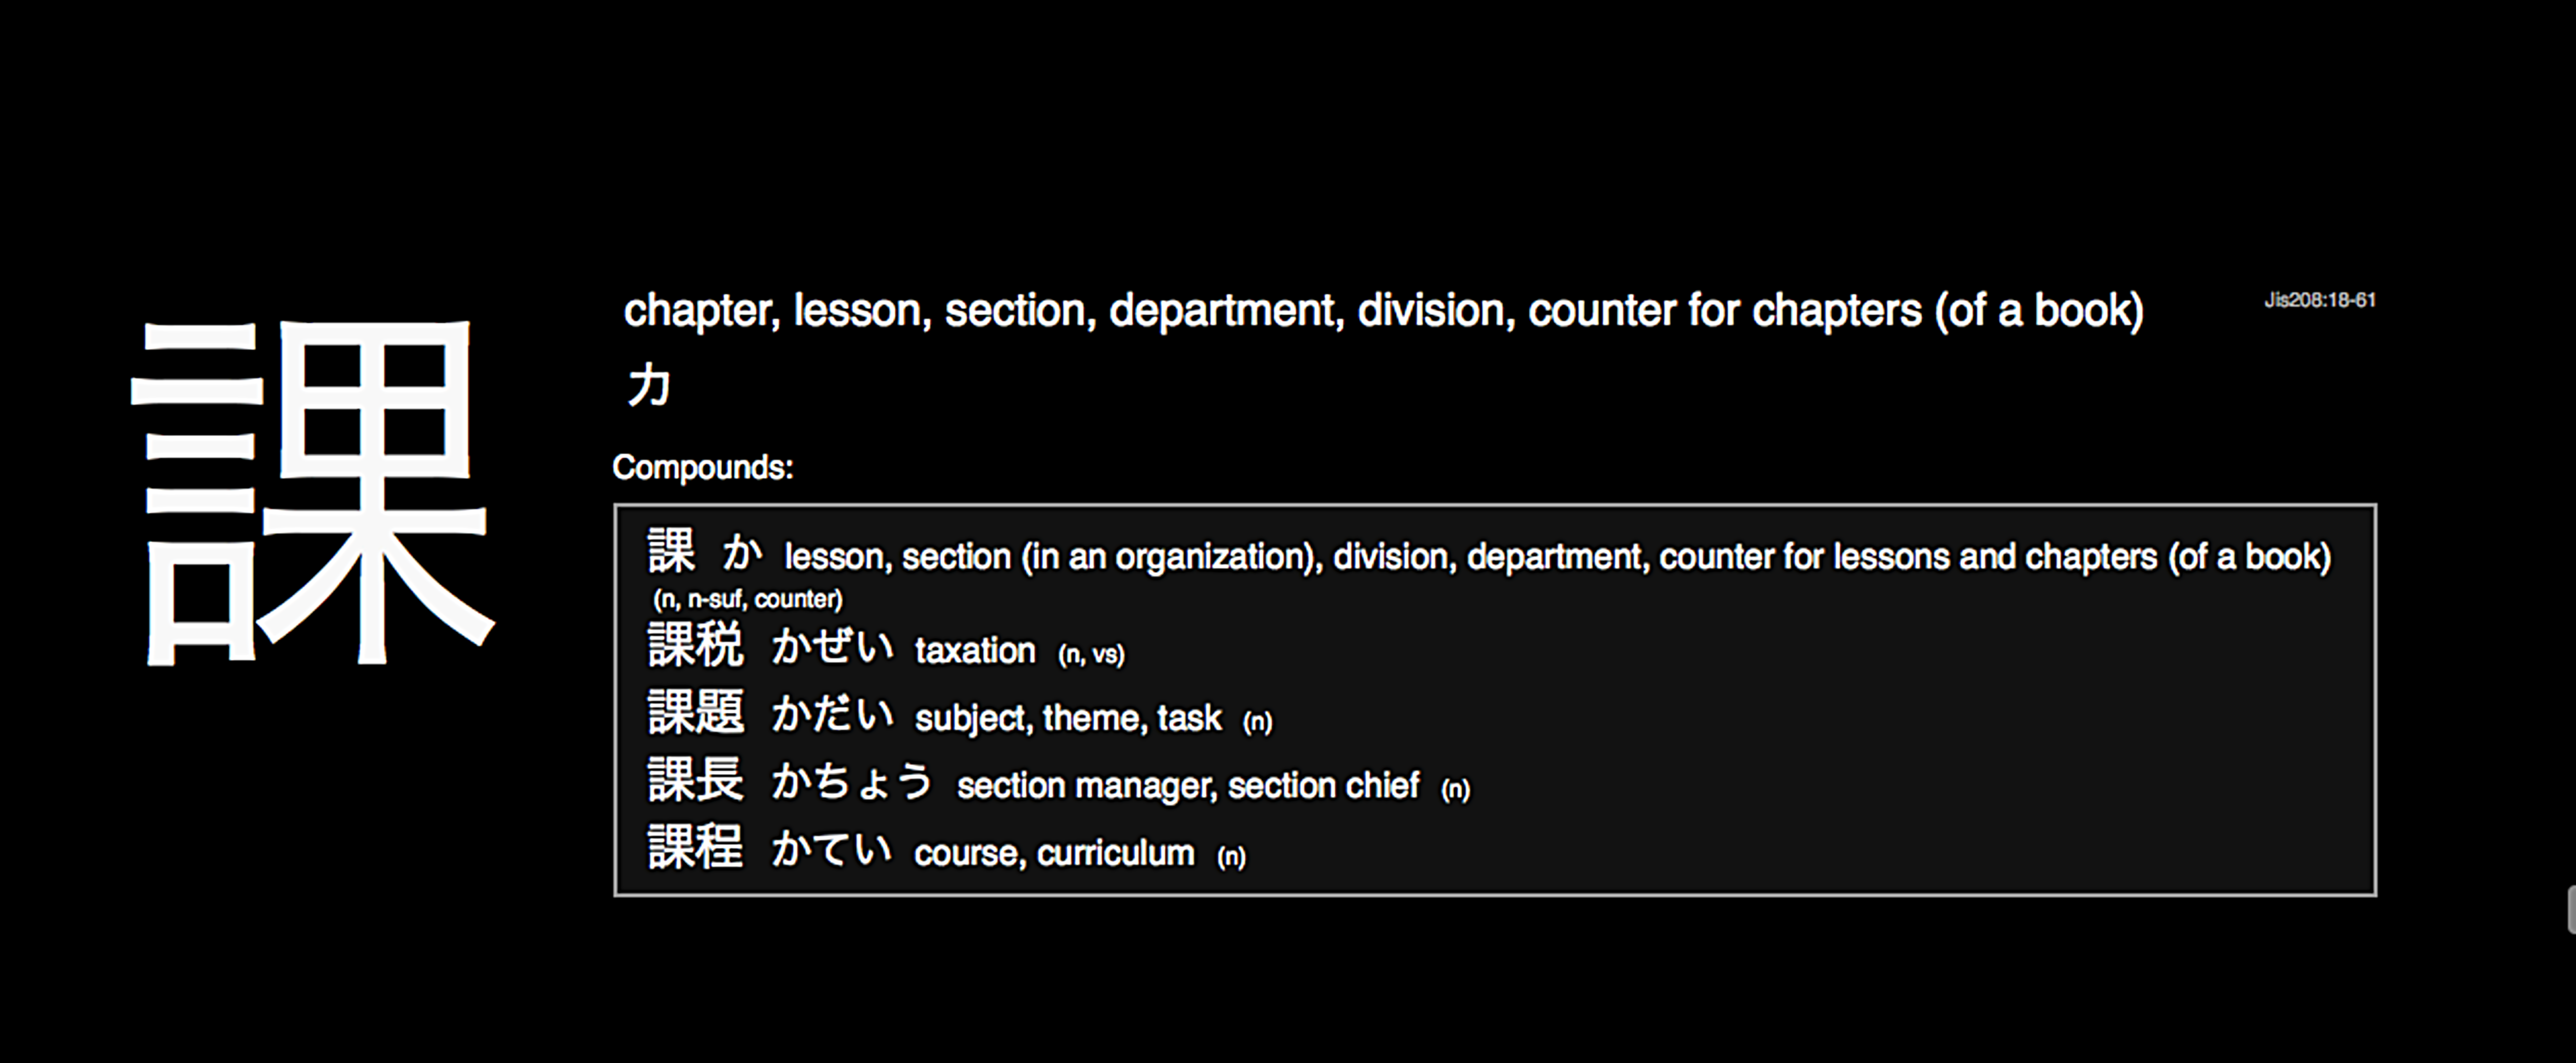 課
chapter, lesson, section, department, division, counter for chapters (of a book)
Jis208:18-61
カ
Compounds:
課 か lesson, section (in an organization), division, department, counter for lessons and chapters (of a book)
(n, n-suf, counter)
課税 かぜい taxation (n, vs)
課題 かだい subject, theme, task (n)
課長 かちょう section manager, section chief (n)
課程 かてい course, curriculum (n)